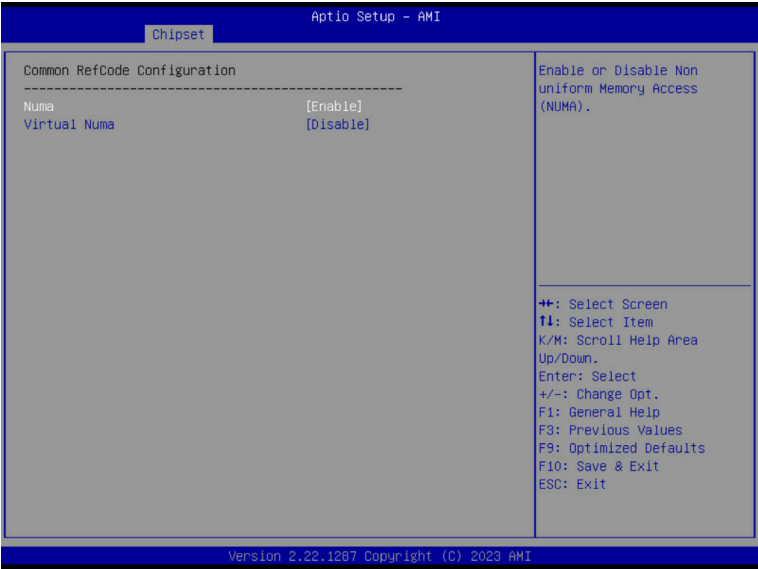 Aptio Setup – AMI
Chipset
Common RefCode Configuration
--------------------------------------------------
Numa [Enable]
Virtual Numa [Disable]
Enable or Disable Non
uniform Memory Access
(NUMA).
→←: Select Screen
↑↓: Select Item
K/M: Scroll Help Area
Up/Down.
Enter: Select
+/-: Change Opt.
F1: General Help
F3: Previous Values
F9: Optimized Defaults
F10: Save & Exit
ESC: Exit
Version 2.22.1287 Copyright (C) 2023 AMI